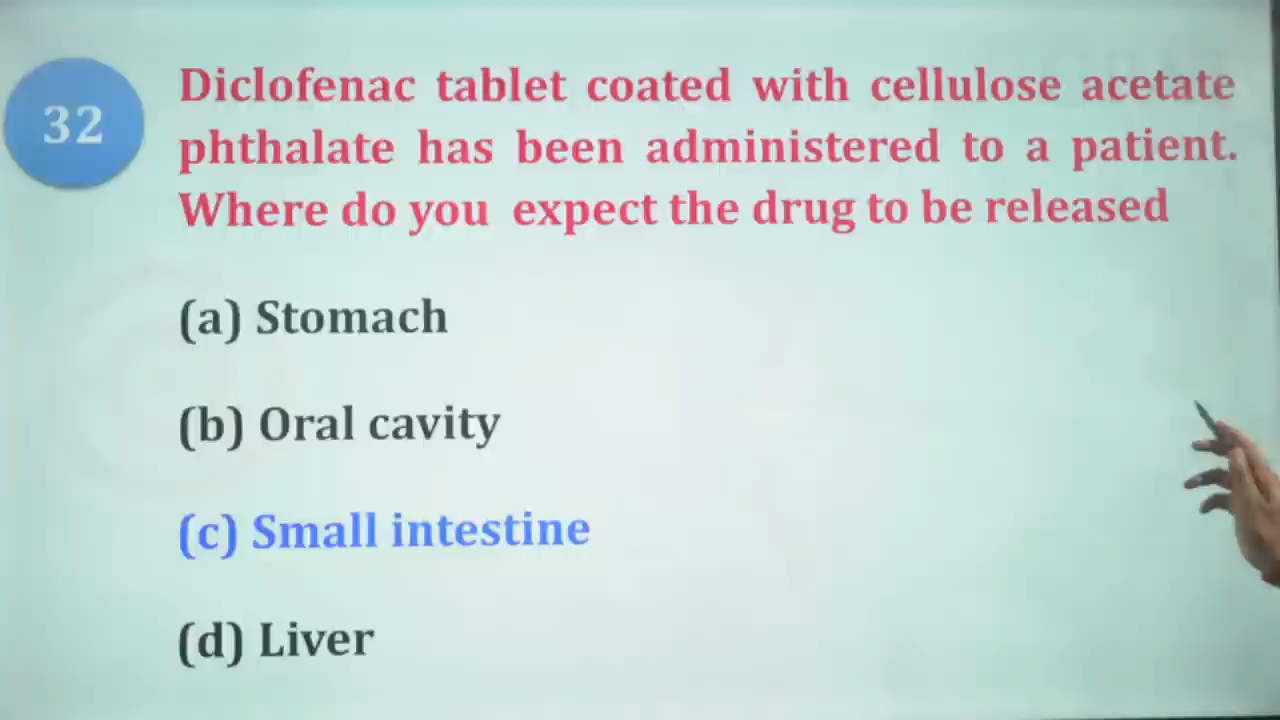 32
Diclofenac tablet coated with cellulose acetate
phthalate has been administered to a patient.
Where do you expect the drug to be released
(a) Stomach
(b) Oral cavity
(c) Small intestine
(d) Liver